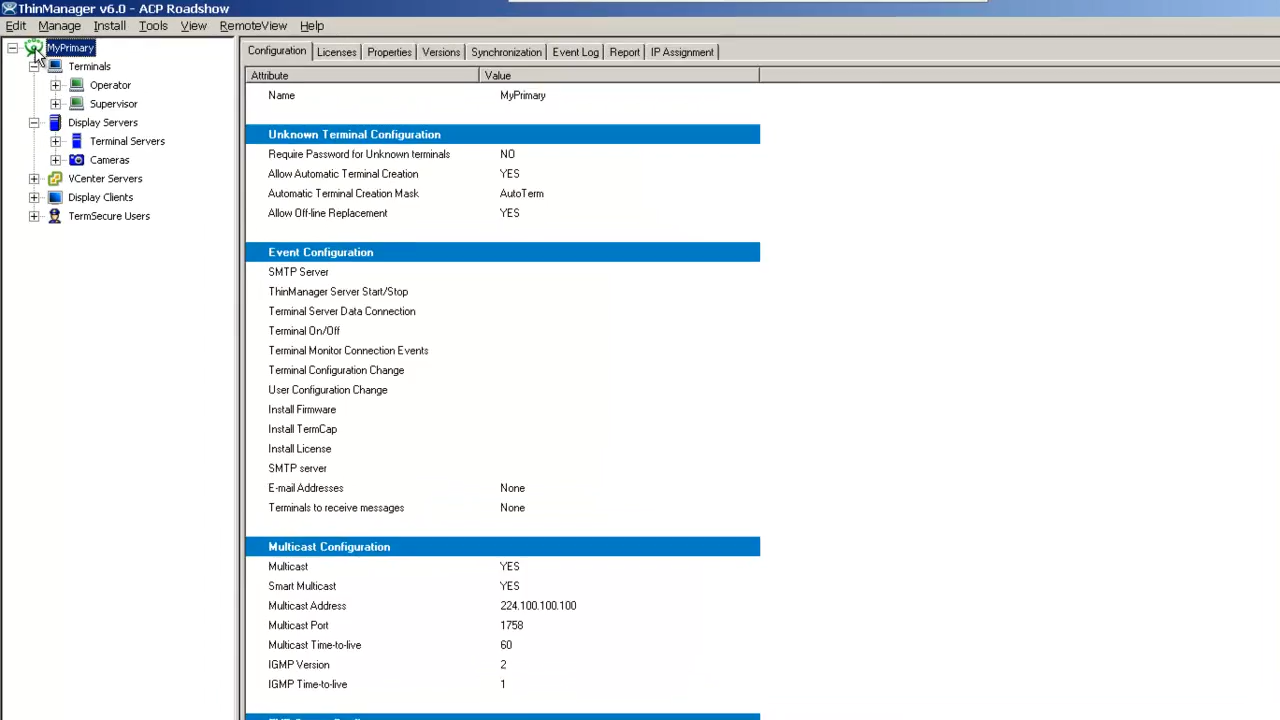 ThinManager v6.0 - ACP Roadshow
Edit Manage Install Tools View RemoteView Help
MyPrimary
Terminals
Operator
Supervisor
Display Servers
Terminal Servers
Cameras
VCenter Servers
Display Clients
TermSecure Users
Configuration Licenses Properties Versions Synchronization Event Log Report IP Assignment
Attribute Value
Name MyPrimary
Unknown Terminal Configuration
Require Password for Unknown terminals NO
Allow Automatic Terminal Creation YES
Automatic Terminal Creation Mask AutoTerm
Allow Off-line Replacement YES
Event Configuration
SMTP Server
ThinManager Server Start/Stop
Terminal Server Data Connection
Terminal On/Off
Terminal Monitor Connection Events
Terminal Configuration Change
User Configuration Change
Install Firmware
Install TermCap
Install License
SMTP server
E-mail Addresses None
Terminals to receive messages None
Multicast Configuration
Multicast YES
Smart Multicast YES
Multicast Address 224.100.100.100
Multicast Port 1758
Multicast Time-to-live 60
IGMP Version 2
IGMP Time-to-live 1